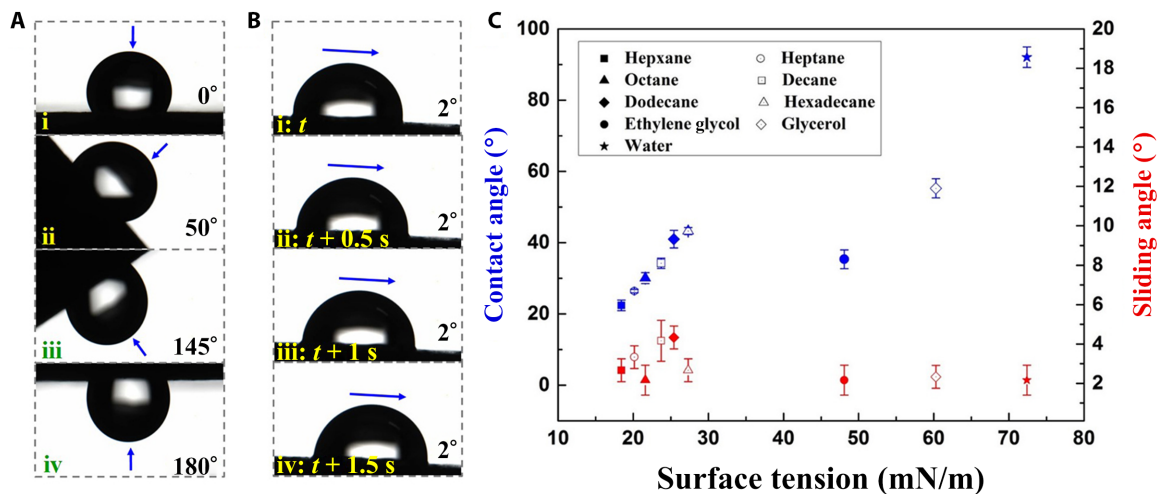 A
0°
i
50°
ii
145°
iii
180°
iv
B
2°
i: t
2°
ii: t + 0.5 s
2°
iii: t + 1 s
2°
iv: t + 1.5 s
C
Contact angle (°)
100
80
60
40
20
0
Hepxane
Heptane
Octane
Decane
Dodecane
Hexadecane
Ethylene glycol
Glycerol
Water
20
18
16
14
12
10
8
6
4
2
Sliding angle (°)
10 20 30 40 50 60 70 80
Surface tension (mN/m)